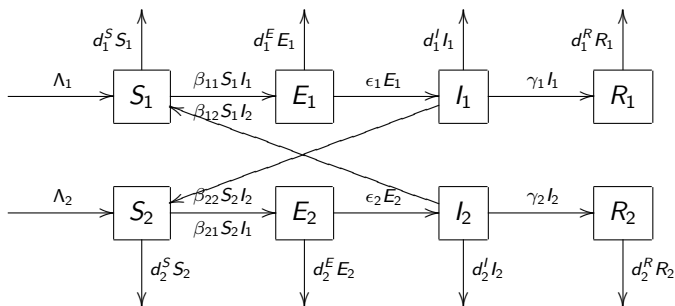 d_1^S S_1 d_1^E E_1 d_1^I I_1 d_1^R R_1
Λ_1 β_11 S_1 I_1 ϵ_1 E_1 γ_1 I_1
S_1 E_1 I_1 R_1
β_12 S_1 I_2
Λ_2 β_22 S_2 I_2 ϵ_2 E_2 γ_2 I_2
S_2 E_2 I_2 R_2
β_21 S_2 I_1
d_2^S S_2 d_2^E E_2 d_2^I I_2 d_2^R R_2